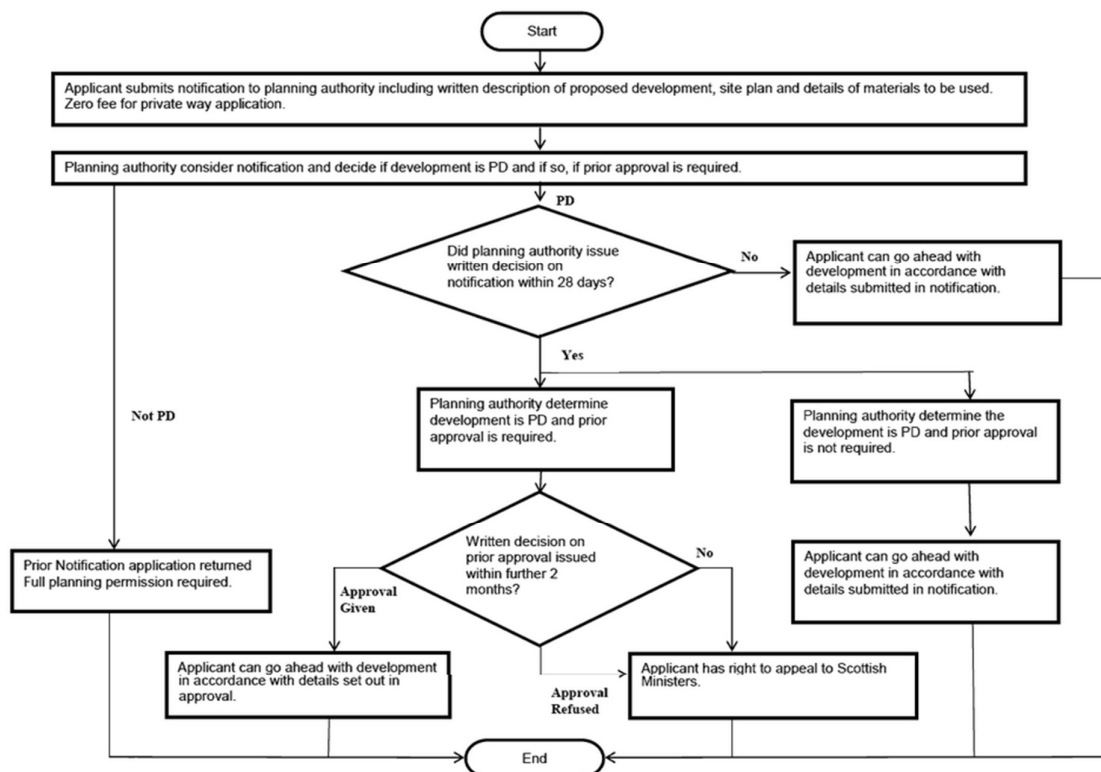 Start
Applicant submits notification to planning authority including written description of proposed development, site plan and details of materials to be used.
Zero fee for private way application.
Planning authority consider notification and decide if development is PD and if so, if prior approval is required.
PD
Did planning authority issue
written decision on
notification within 28 days?
No
Applicant can go ahead with
development in accordance with
details submitted in notification.
Yes
Not PD
Planning authority determine
development is PD and prior
approval is required.
Planning authority determine the
development is PD and prior approval
is not required.
Prior Notification application returned
Full planning permission required.
Written decision on
prior approval issued
within further 2
months?
No
Approval
Given
Applicant can go ahead with
development in accordance with
details submitted in notification.
Applicant can go ahead with development
in accordance with details set out in
approval.
Approval
Refused
Applicant has right to appeal to Scottish
Ministers.
End